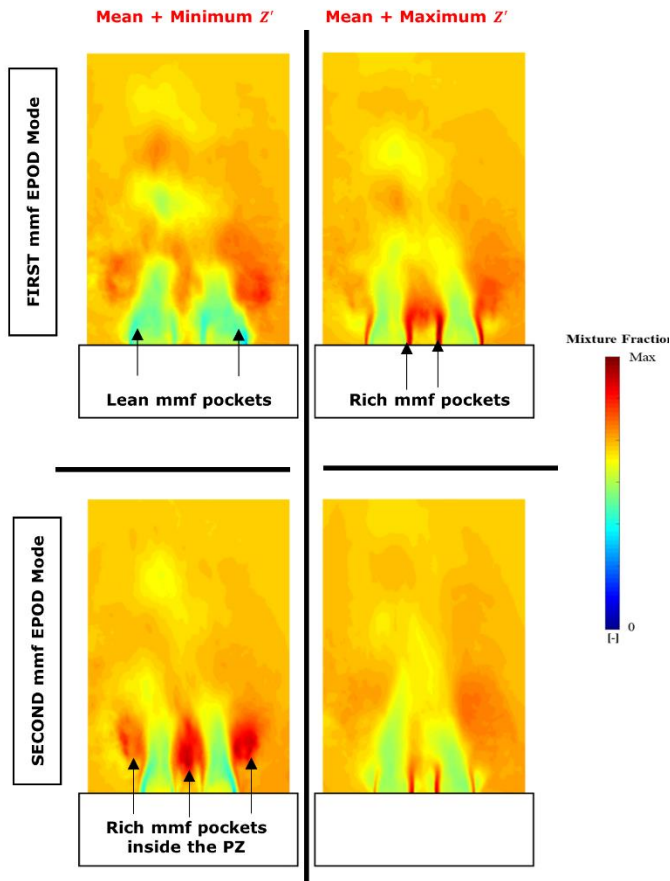 Mean + Minimum Z'
Mean + Maximum Z'
FIRST mmf EPOD Mode
Lean mmf pockets
Rich mmf pockets
Mixture Fraction
Max
0
[-]
SECOND mmf EPOD Mode
Rich mmf pockets
inside the PZ